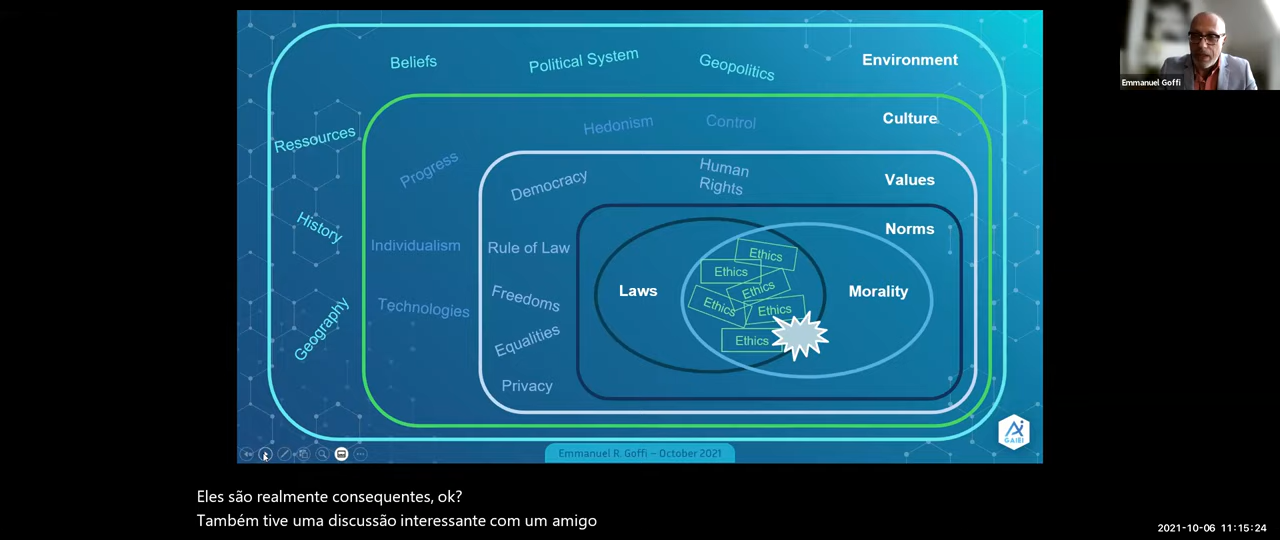 Emmanuel Goffi
Beliefs
Political System
Geopolitics
Environment
Ressources
Hedonism
Control
Culture
Progress
Democracy
Human
Rights
Values
History
Individualism
Rule of Law
Norms
Ethics
Ethics
Ethics
Ethics
Ethics
Ethics
Laws
Morality
Technologies
Freedoms
Geography
Equalities
Privacy
GAIEI
Emmanuel R. Goffi – October 2021
Eles são realmente consequentes, ok?
Também tive uma discussão interessante com um amigo
2021-10-06 11:15:24